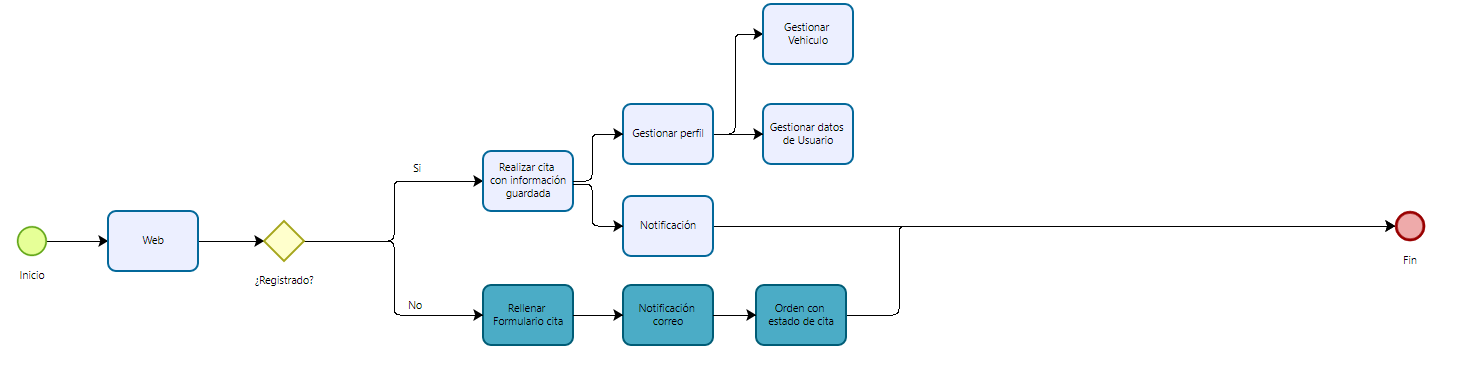 Gestionar
Vehiculo
Gestionar perfil
Gestionar datos
de Usuario
Si
Realizar cita
con información
guardada
Notificación
Web
Inicio
¿Registrado?
Fin
No
Rellenar
Formulario cita
Notificación
correo
Orden con
estado de cita